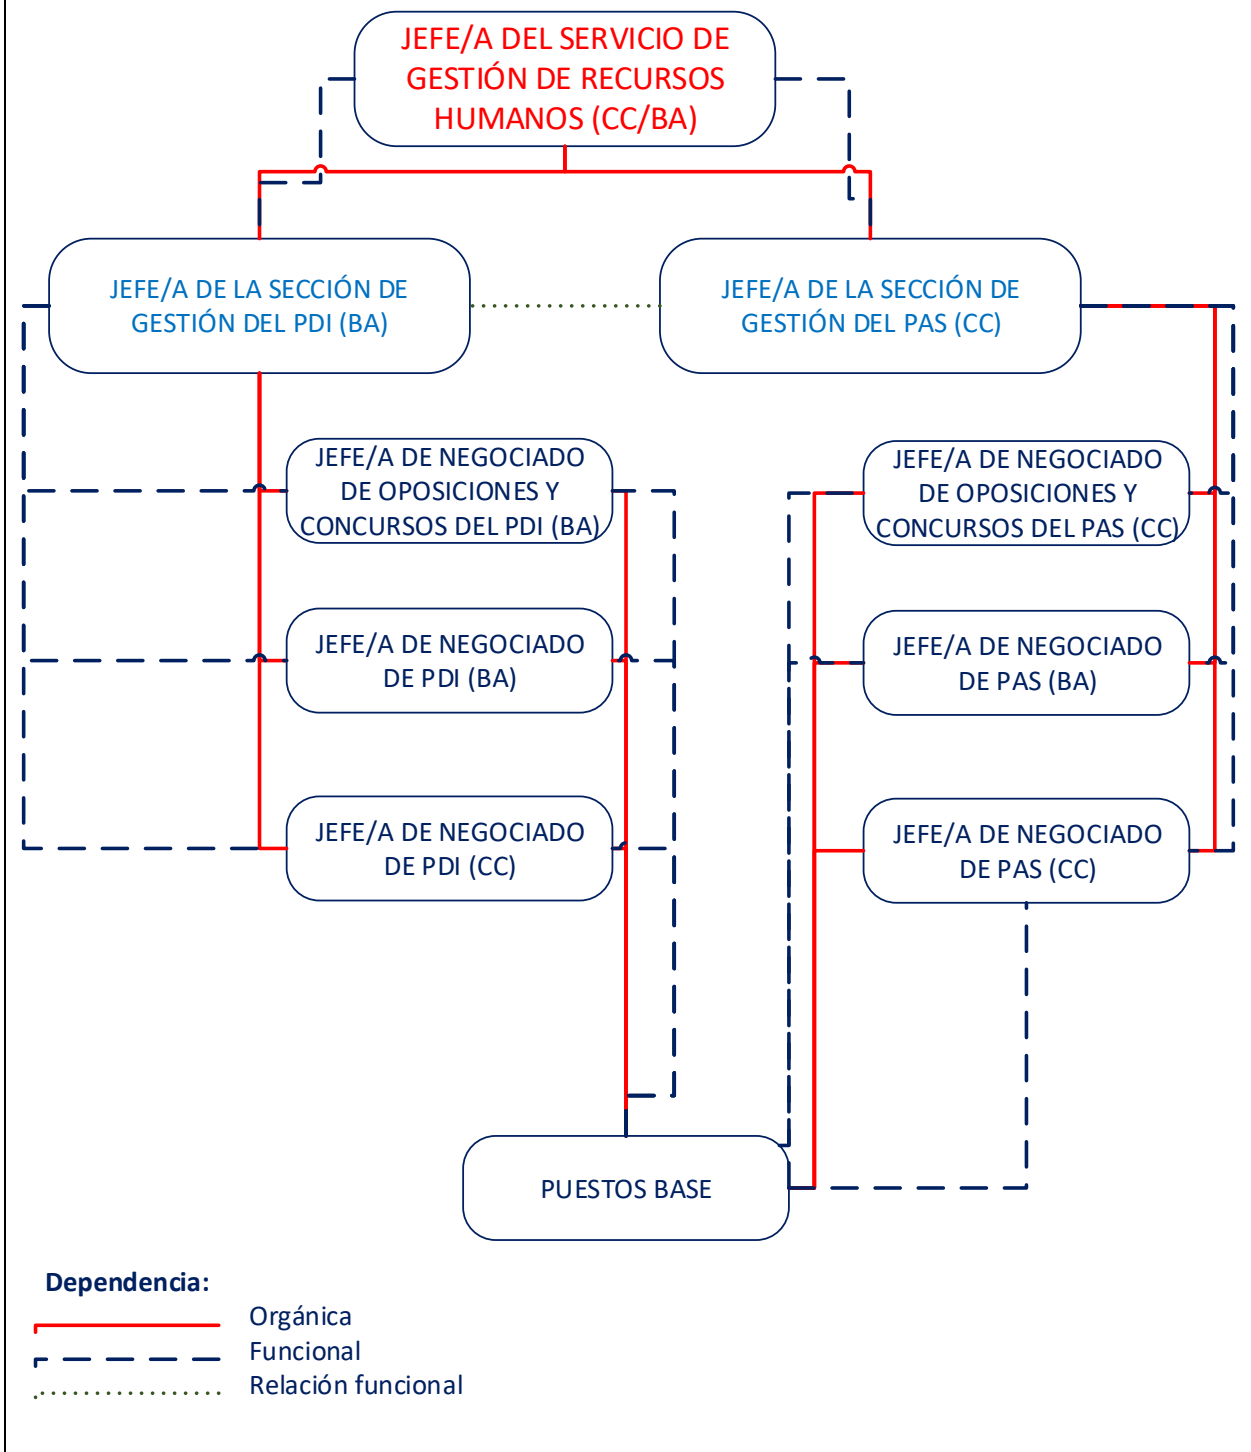 JEFE/A DEL SERVICIO DE
GESTIÓN DE RECURSOS
HUMANOS (CC/BA)
JEFE/A DE LA SECCIÓN DE
GESTIÓN DEL PDI (BA)
JEFE/A DE LA SECCIÓN DE
GESTIÓN DEL PAS (CC)
JEFE/A DE NEGOCIADO
DE OPOSICIONES Y
CONCURSOS DEL PDI (BA)
JEFE/A DE NEGOCIADO
DE OPOSICIONES Y
CONCURSOS DEL PAS (CC)
JEFE/A DE NEGOCIADO
DE PDI (BA)
JEFE/A DE NEGOCIADO
DE PAS (BA)
JEFE/A DE NEGOCIADO
DE PDI (CC)
JEFE/A DE NEGOCIADO
DE PAS (CC)
PUESTOS BASE
Dependencia:
Orgánica
Funcional
Relación funcional